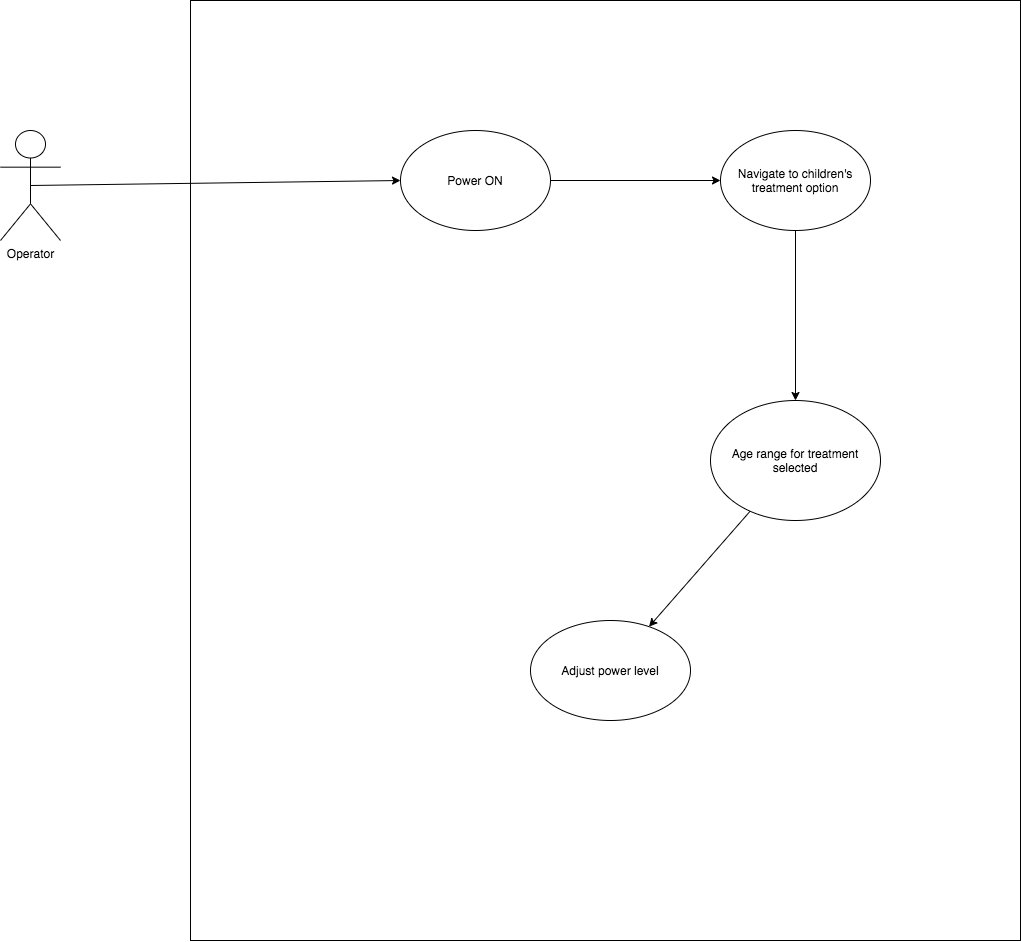 Power ON
Navigate to children's
treatment option
Operator
Age range for treatment
selected
Adjust power level